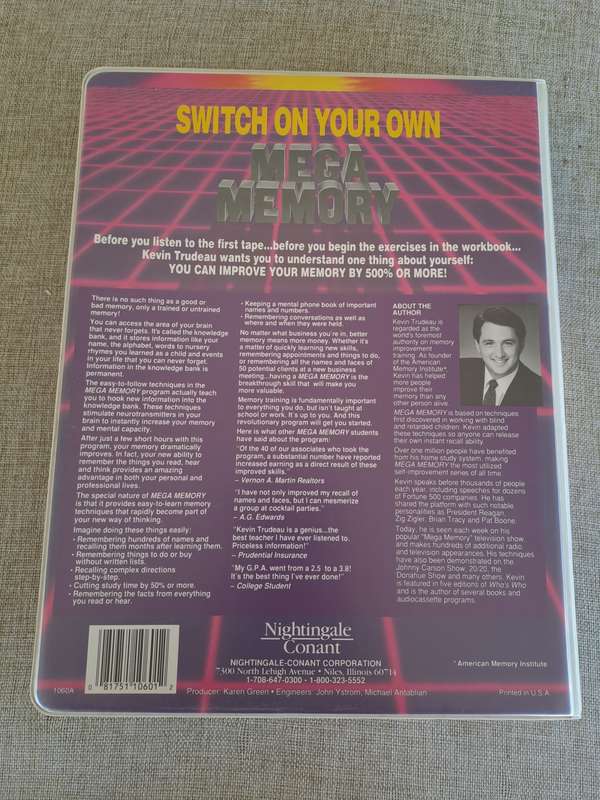 SWITCH ON YOUR OWN
MEGA
MEMORY
Before you listen to the first tape...before you begin the exercises in the workbook...
Kevin Trudeau wants you to understand one thing about yourself:
YOU CAN IMPROVE YOUR MEMORY BY 500% OR MORE!
There is no such thing as a good or
bad memory, only a trained or untrained
memory!
You can access the area of your brain
that never forgets. It's called the knowledge
bank, and it stores information like your
name, the alphabet, words to nursery
rhymes you learned as a child and events
in your life that you can never forget.
Information in the knowledge bank is
permanent.
The easy-to-follow techniques in the
MEGA MEMORY program actually teach
you to hook new information into the
knowledge bank. These techniques
stimulate neurotransmitters in your
brain to instantly increase your memory
and mental capacity.
After just a few short hours with this
program, your memory dramatically
improves. In fact, your new ability to
remember the things you read, hear
and think provides an amazing
advantage in both your personal and
professional lives.
The special nature of MEGA MEMORY
is that it provides easy-to-learn memory
techniques that rapidly become part of
your new way of thinking.
Imagine doing these things easily:
• Remembering hundreds of names and
recalling them months after learning them.
• Remembering things to do or buy
without written lists.
• Recalling complex directions
step-by-step.
• Cutting study time by 50% or more.
• Remembering the facts from everything
you read or hear.
• Keeping a mental phone book of important
names and numbers.
• Remembering conversations as well as
where and when they were held.
No matter what business you're in, better
memory means more money. Whether it's
a matter of quickly learning new skills,
remembering appointments and things to do,
or recalling all the names and faces of
50 potential clients at a new business
meeting...having a MEGA MEMORY is the
breakthrough skill that will make you
more valuable.
Memory training is fundamentally important
to everything you do, but isn't taught at
school or work. It's up to you. And this
revolutionary program will get you started.
Here is what other MEGA MEMORY students
have said about the program:
"Of the 40 of our associates who took the
program, a substantial number have reported
increased earning as a direct result of these
improved skills."
– Vernon A. Martin Realtors
"I have not only improved my recall of
names and faces, but I can mesmerize
a group at cocktail parties."
– A.G. Edwards
"Kevin Trudeau is a genius...the
best teacher I have ever listened to.
Priceless information!"
– Prudential Insurance
"My G.P.A. went from a 2.5 to a 3.8!
It's the best thing I've ever done!"
– College Student
ABOUT THE
AUTHOR
Kevin Trudeau is
regarded as the
world's foremost
authority on memory
improvement
training. As founder
of the American
Memory Institute*,
Kevin has helped
more people
improve their
memory than any
other person alive.
MEGA MEMORY is based on techniques
first discovered in working with blind
and retarded children. Kevin adapted
these techniques so anyone can release
their own instant recall ability.
Over one million people have benefited
from his home study system, making
MEGA MEMORY the most utilized
self-improvement series of all time.
Kevin speaks before thousands of people
each year, including speeches for dozens
of Fortune 500 companies. He has
shared the platform with such notable
personalities as President Reagan,
Zig Ziglar, Brian Tracy and Pat Boone.
Today, he is seen each week on his
popular "Mega Memory" television show,
and makes hundreds of additional radio
and television appearances. His techniques
have also been demonstrated on the
Johnny Carson Show, 20/20, the
Donahue Show and many others. Kevin
is featured in five editions of Who's Who
and is the author of several books and
audiocassette programs.
Nightingale
Conant
NIGHTINGALE-CONANT CORPORATION
7300 North Lehigh Avenue • Niles, Illinois 60714
1-708-647-0300 • 1-800-323-5552
* American Memory Institute
1060A
0 81751 10601 2
Producer: Karen Green • Engineers: John Ystrom, Michael Antablian
Printed in U.S.A.